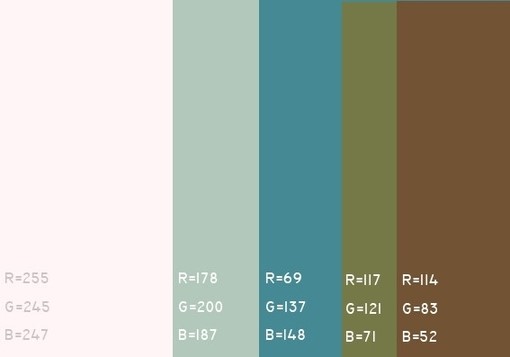 R=255
G=245
B=247
R=178
G=200
B=187
R=69
G=137
B=148
R=117
G=121
B=71
R=114
G=83
B=52